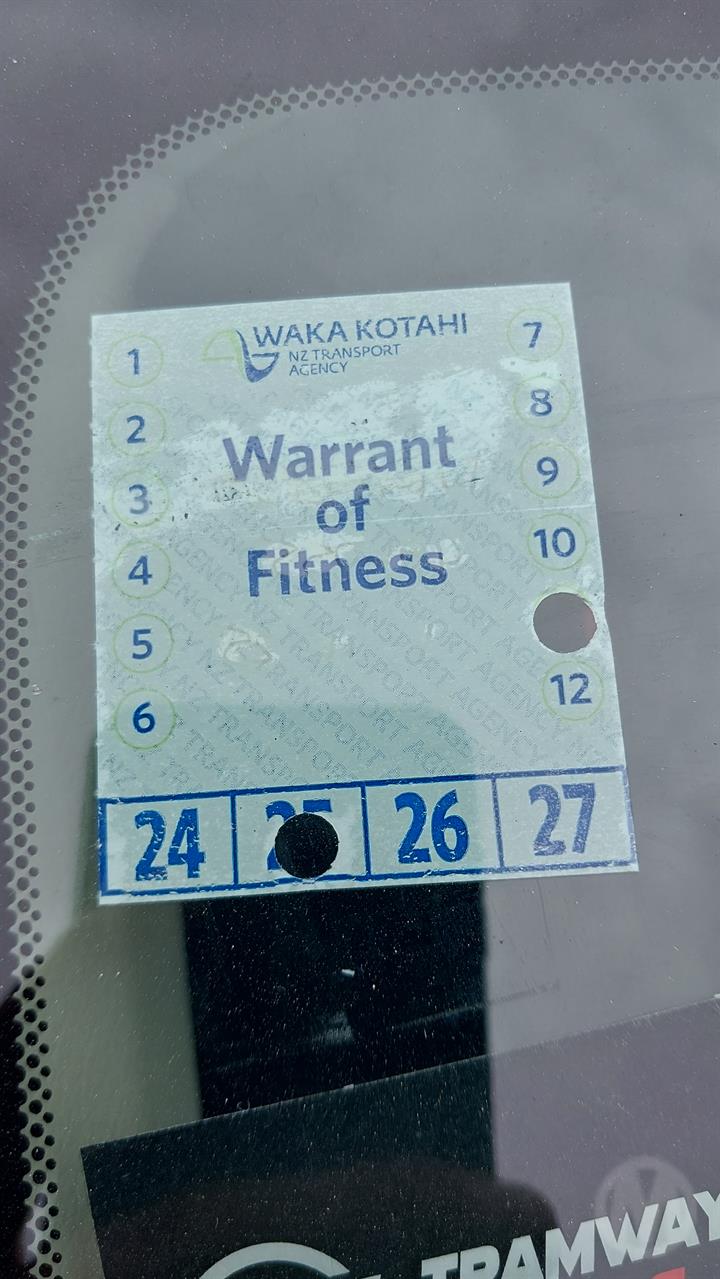 WAKA KOTAHI
NZ TRANSPORT
AGENCY
Warrant
of
Fitness
1
2
3
4
5
6
7
8
9
10
12
24
25
26
27
TRAMWAY